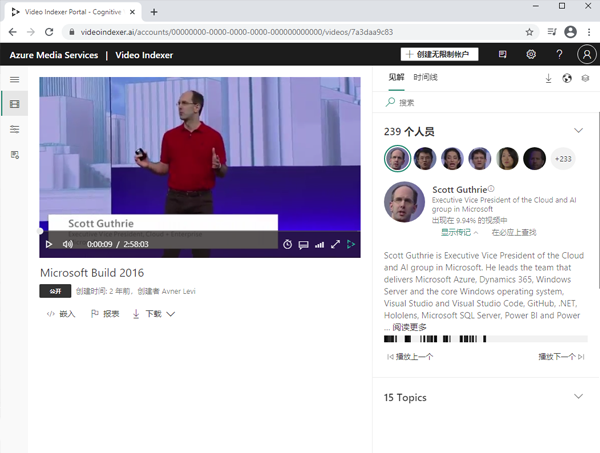 Video Indexer Portal - Cognitive
videoindexer.ai/accounts/00000000-0000-0000-0000-000000000000/videos/7a3daa9c83
Azure Media Services | Video Indexer
创建无限制帐户
见解 时间线
搜索
239 个人员
+233
Scott Guthrie
Executive Vice President of the Cloud and AI
group in Microsoft
出现在 9.94% 的视频中
显示传记 在必应上查找
Scott Guthrie is Executive Vice President of the Cloud
and AI group in Microsoft. He leads the team that
delivers Microsoft Azure, Dynamics 365, Windows
Server and the core Windows operating system,
Visual Studio and Visual Studio Code, GitHub, .NET,
Hololens, Microsoft SQL Server, Power BI and Power
... 阅读更多
播放上一个 播放下一个
15 Topics
Scott Guthrie
0:00:09 / 2:58:03
Microsoft Build 2016
公开 创建时间: 2 年前，创建者 Avner Levi
嵌入 报表 下载